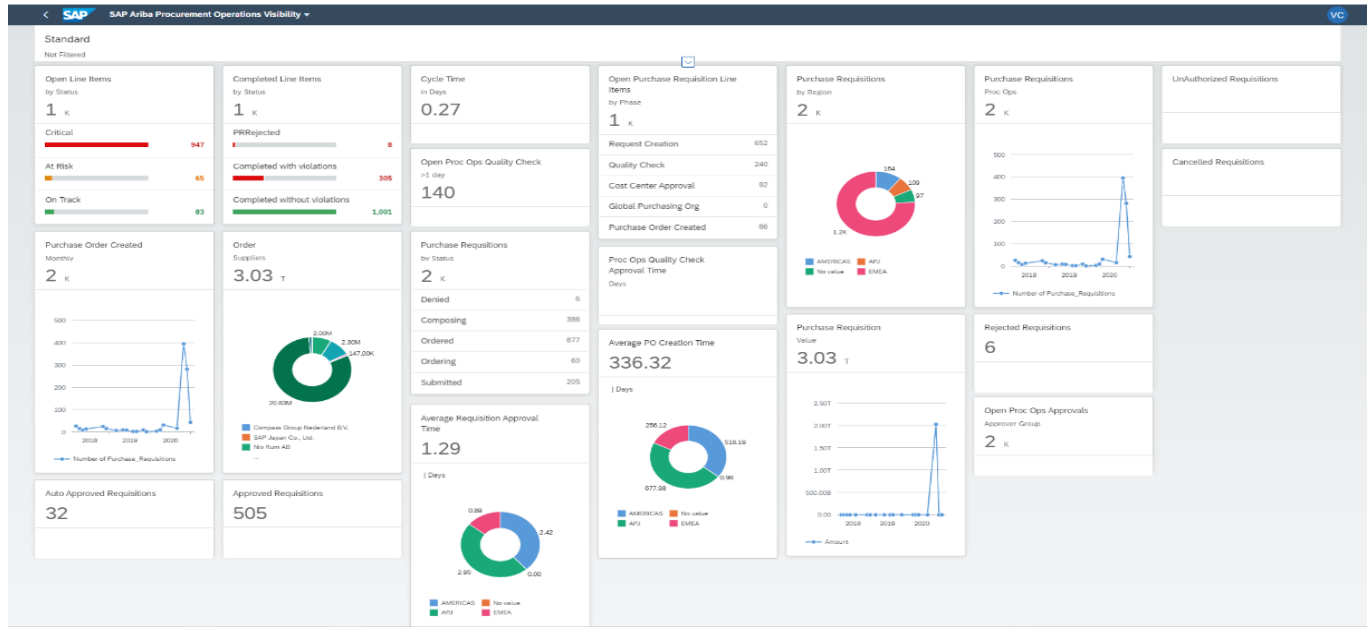 SAP Ariba Procurement Operations Visibility
VC
Standard
Not Filtered
Open Line Items
by Status
1 K
Critical
947
At Risk
65
On Track
83
Completed Line Items
by Status
1 K
PRRejected
8
Completed with violations
305
Completed without violations
1,001
Cycle Time
in Days
0.27
Open Proc Ops Quality Check
>1 day
140
Open Purchase Requisition Line
Items
by Phase
1 K
Request Creation 652
Quality Check 240
Cost Center Approval 92
Global Purchasing Org 0
Purchase Order Created 86
Purchase Requisitions
by Region
2 K
184
109
97
1.2K
AMERICAS APJ
No value EMEA
Purchase Requisitions
Proc Ops
2 K
500
400
300
200
100
0
2018 2019 2020
Number of Purchase_Requisitions
UnAuthorized Requisitions
Cancelled Requisitions
Purchase Order Created
Monthly
2 K
500
400
300
200
100
0
2018 2019 2020
Number of Purchase_Requisitions
Order
Suppliers
3.03 T
2.00M
2.30M
147.00K
20.83M
Compass Group Nederland B.V.
SAP Japan Co., Ltd.
Nio Rum AB
...
Purchase Requsitions
by Status
2 K
Denied 6
Composing 386
Ordered 877
Ordering 60
Submitted 205
Proc Ops Quality Check
Approval Time
Days
Average PO Creation Time
336.32
| Days
256.12
518.19
0.98
677.98
AMERICAS No value
APJ EMEA
Purchase Requisition
Value
3.03 T
2.50T
2.00T
1.50T
1.00T
500.00B
0.00
2018 2019 2020
Amount
Rejected Requisitions
6
Open Proc Ops Approvals
Approver Group
2 K
Average Requisition Approval
Time
1.29
| Days
0.89
2.42
0.00
2.95
AMERICAS No value
APJ EMEA
Auto Approved Requisitions
32
Approved Requisitions
505